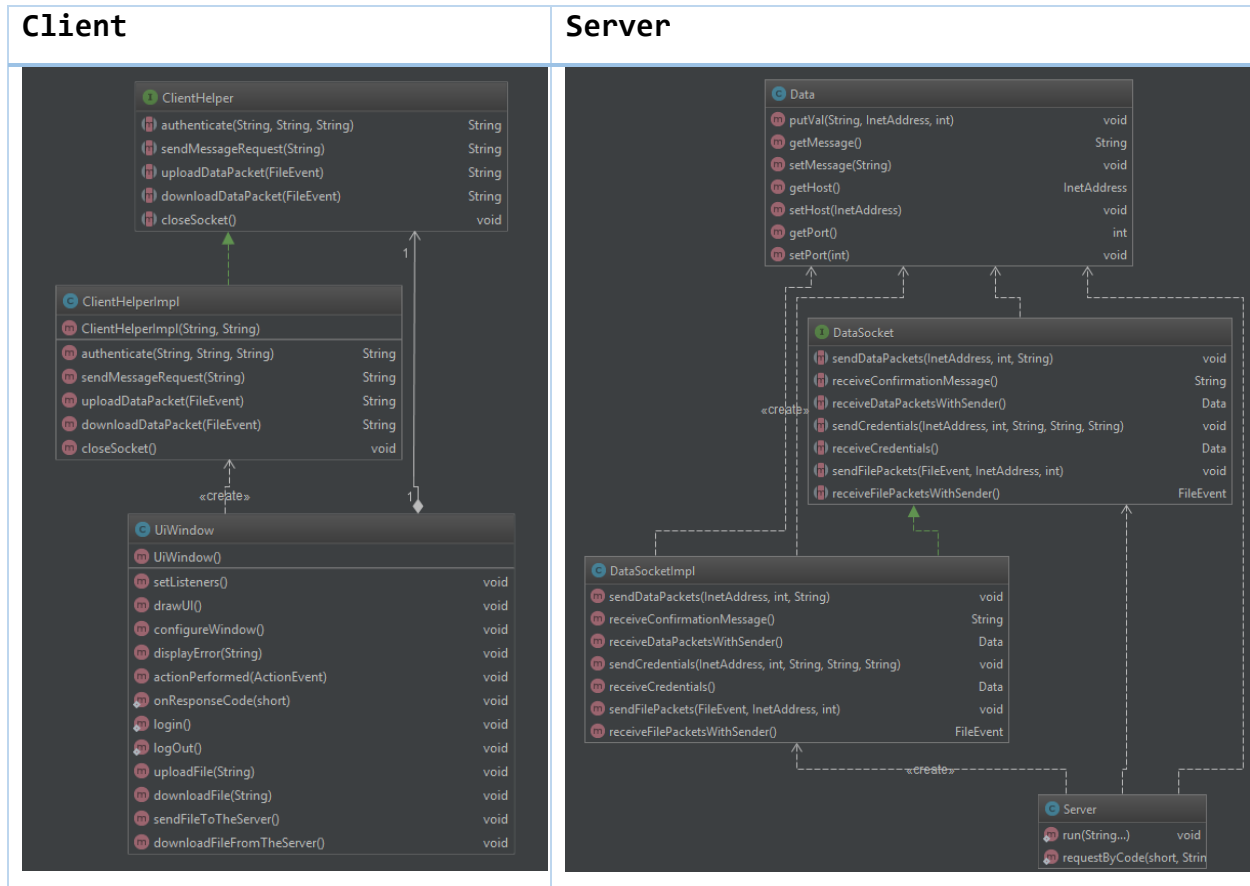 Client
Server
ClientHelper
authenticate(String, String, String) String
sendMessageRequest(String) String
uploadDataPacket(FileEvent) String
downloadDataPacket(FileEvent) String
closeSocket() void
1
ClientHelperImpl
ClientHelperImpl(String, String)
authenticate(String, String, String) String
sendMessageRequest(String) String
uploadDataPacket(FileEvent) String
downloadDataPacket(FileEvent) String
closeSocket() void
«create»
1
UiWindow
UiWindow()
setListeners() void
drawUI() void
configureWindow() void
displayError(String) void
actionPerformed(ActionEvent) void
onResponseCode(short) void
login() void
logOut() void
uploadFile(String) void
downloadFile(String) void
sendFileToTheServer() void
downloadFileFromTheServer() void
Data
putVal(String, InetAddress, int) void
getMessage() String
setMessage(String) void
getHost() InetAddress
setHost(InetAddress) void
getPort() int
setPort(int) void
DataSocket
sendDataPackets(InetAddress, int, String) void
receiveConfirmationMessage() String
receiveDataPacketsWithSender() Data
sendCredentials(InetAddress, int, String, String, String) void
receiveCredentials() Data
sendFilePackets(FileEvent, InetAddress, int) void
receiveFilePacketsWithSender() FileEvent
«create»
DataSocketImpl
sendDataPackets(InetAddress, int, String) void
receiveConfirmationMessage() String
receiveDataPacketsWithSender() Data
sendCredentials(InetAddress, int, String, String, String) void
receiveCredentials() Data
sendFilePackets(FileEvent, InetAddress, int) void
receiveFilePacketsWithSender() FileEvent
«create»
Server
run(String...) void
requestByCode(short, Strin